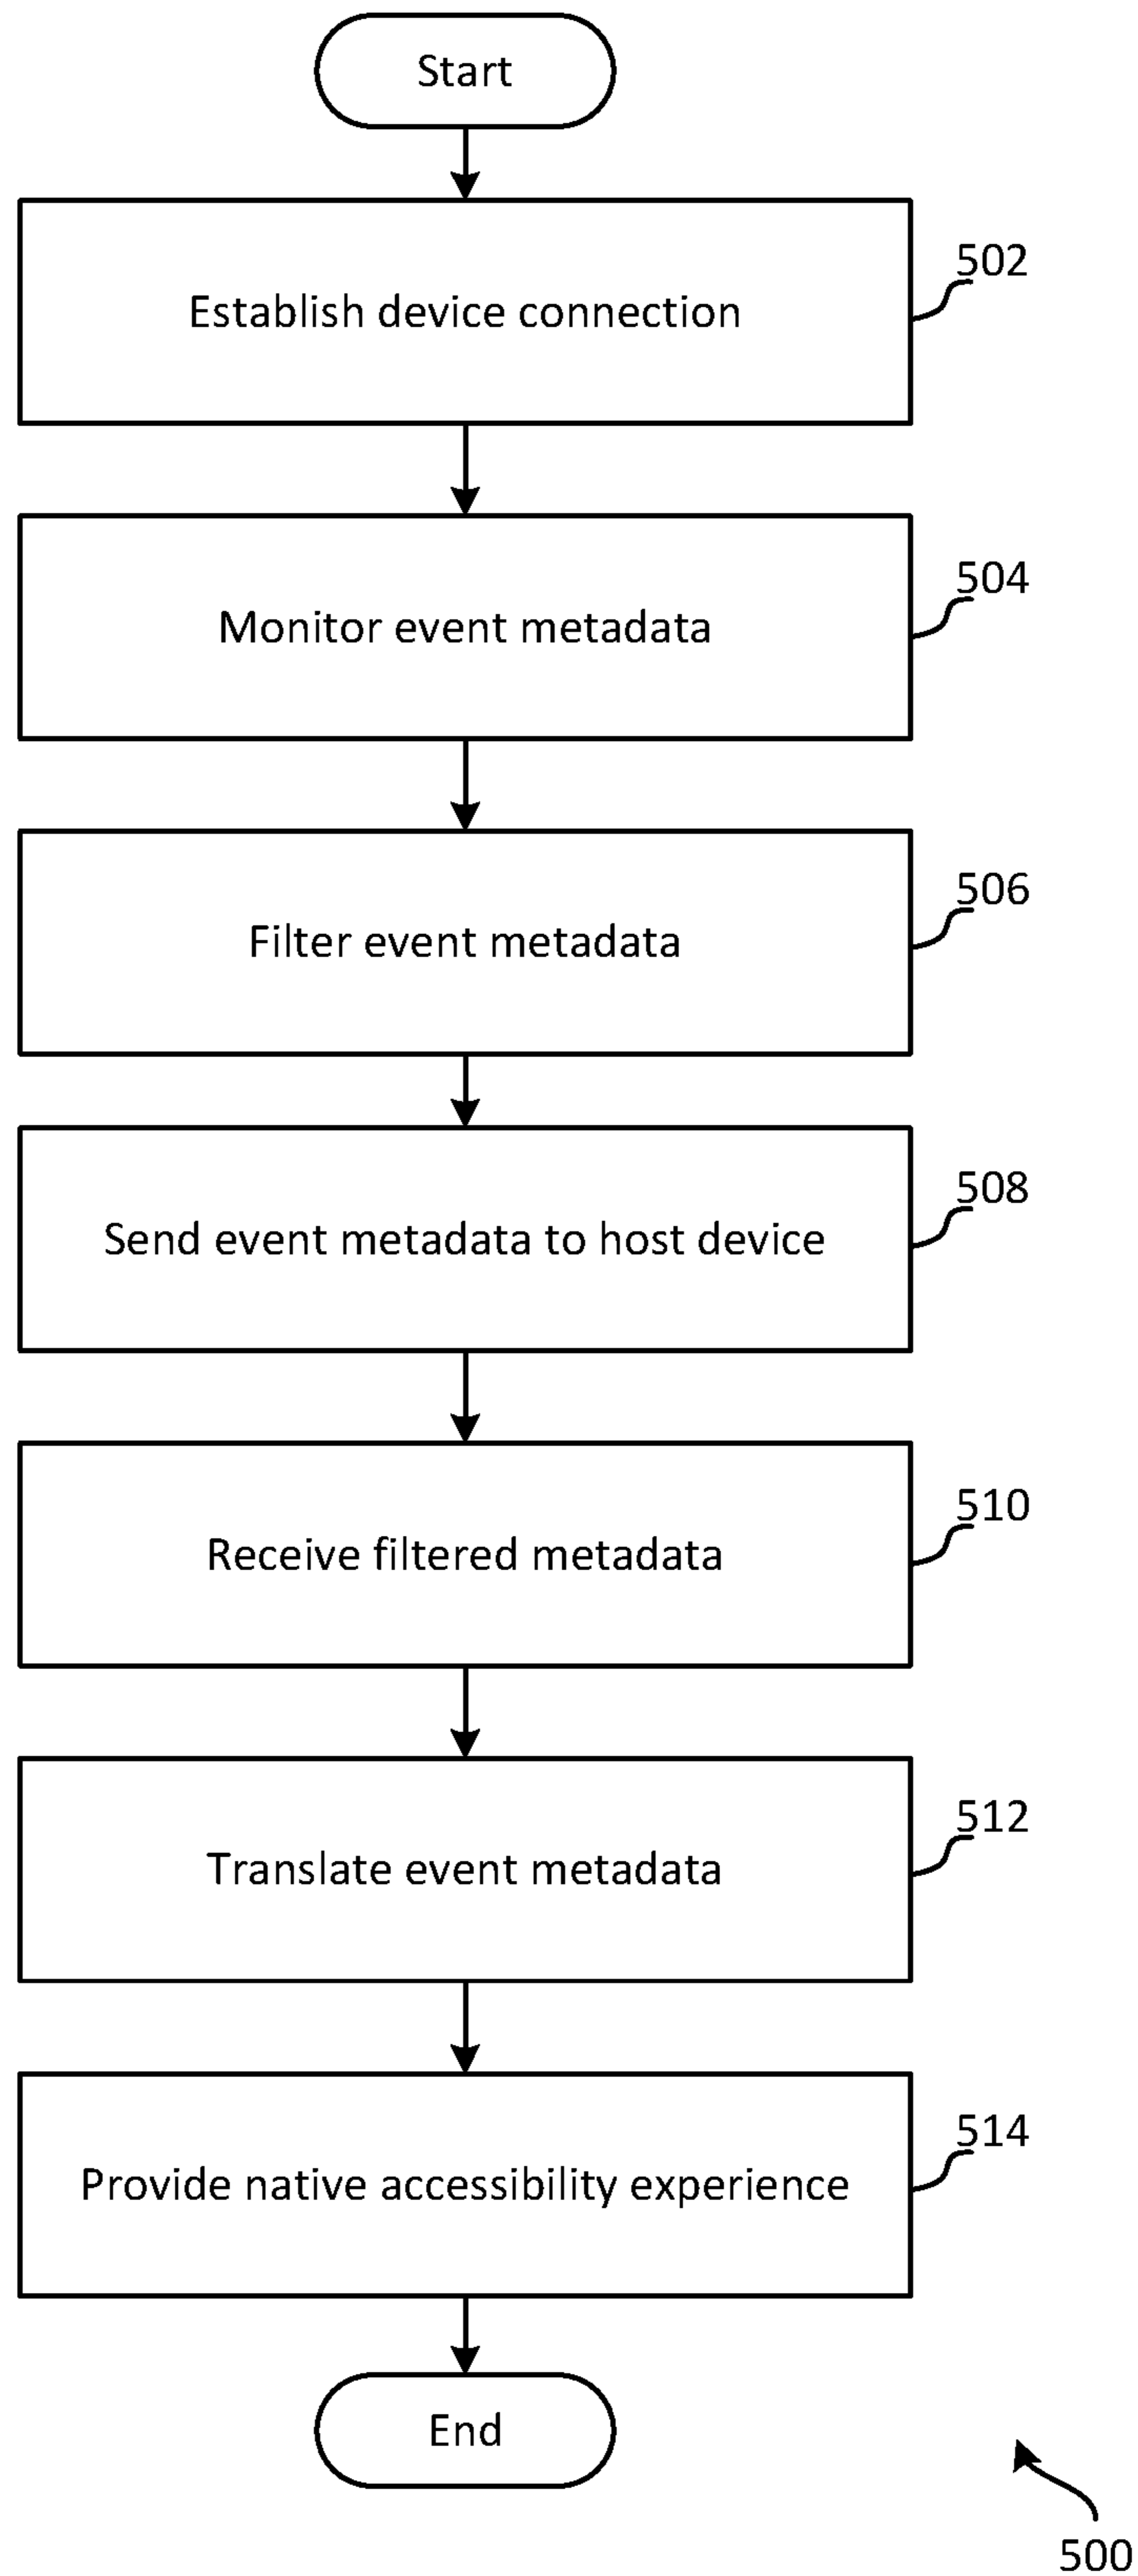 Start
Establish device connection
502
Monitor event metadata
504
Filter event metadata
506
Send event metadata to host device
508
Receive filtered metadata
510
Translate event metadata
512
Provide native accessibility experience
514
End
500